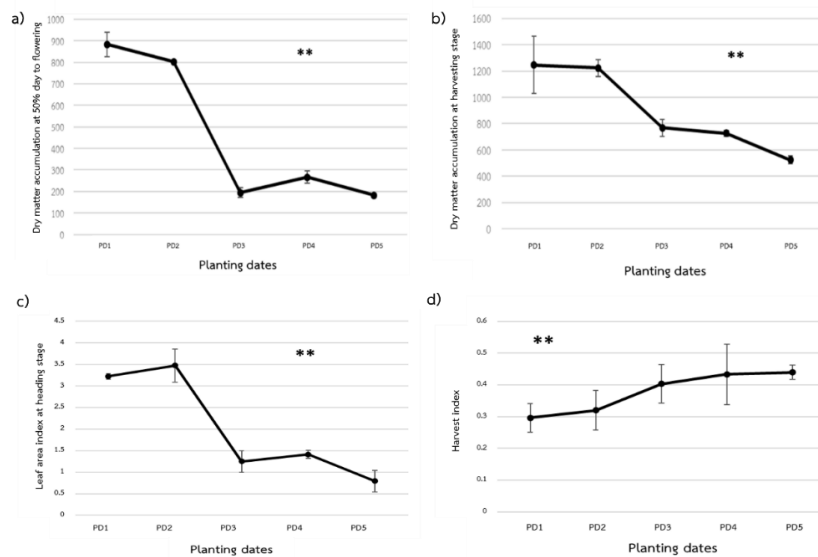 a)
Dry matter accumulation at 50% day to flowering
1000
900
800
700
600
500
400
300
200
100
0
**
PD1 PD2 PD3 PD4 PD5
Planting dates
b)
Dry matter accumulation at harvesting stage
1600
1400
1200
1000
800
600
400
200
0
**
PD1 PD2 PD3 PD4 PD5
Planting dates
c)
Leaf area index at heading stage
4.5
4
3.5
3
2.5
2
1.5
1
0.5
0
**
PD1 PD2 PD3 PD4 PD5
Planting dates
d)
Harvest index
0.6
0.5
0.4
0.3
0.2
0.1
0
**
PD1 PD2 PD3 PD4 PD5
Planting dates